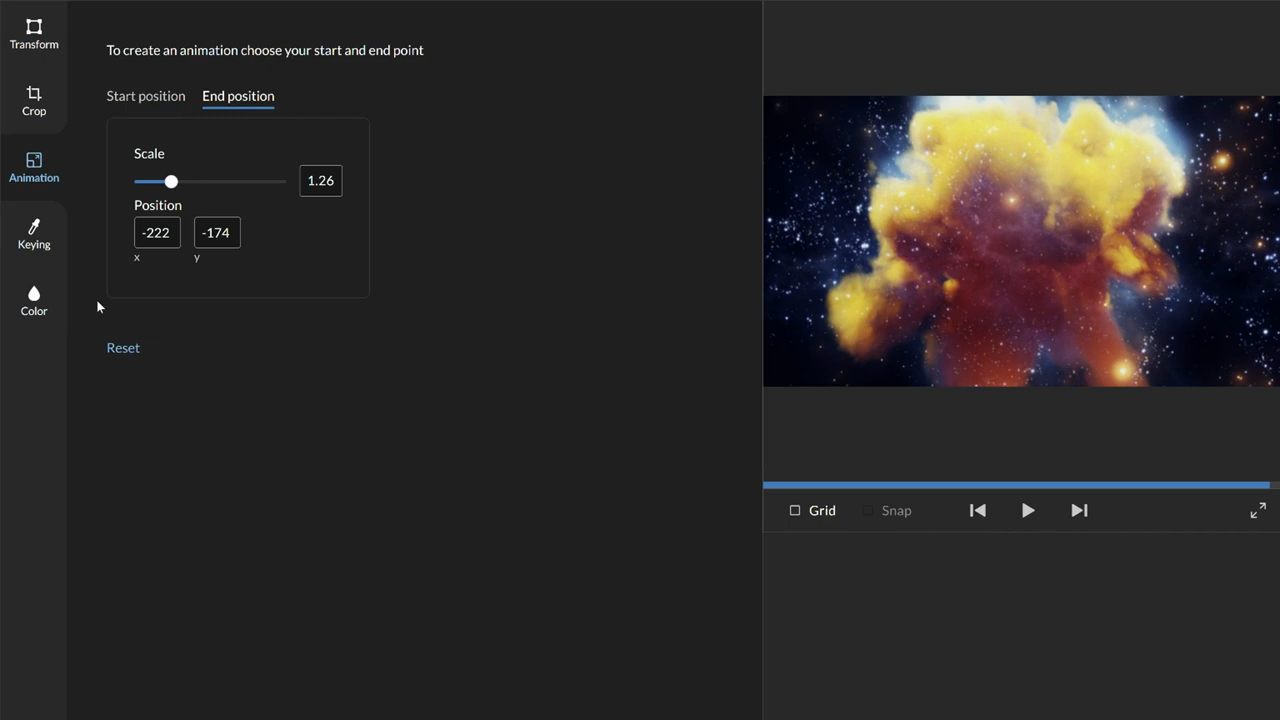 Transform
Crop
Animation
Keying
Color
To create an animation choose your start and end point
Start position End position
Scale
1.26
Position
-222 -174
x y
Reset
Grid Snap